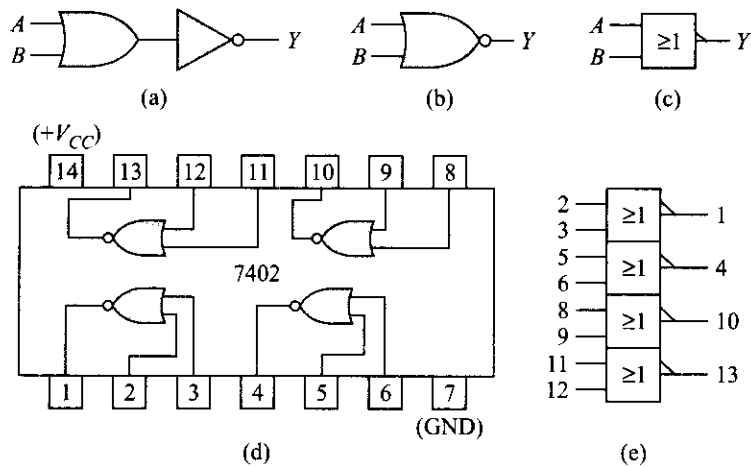 A
B
Y
(a)
A
B
Y
(b)
A
B
≥1
Y
(c)
(+VCC)
14 13 12 11 10 9 8
7402
1 2 3 4 5 6 7
(GND)
(d)
2
3
≥1
1
5
6
≥1
4
8
9
≥1
10
11
12
≥1
13
(e)